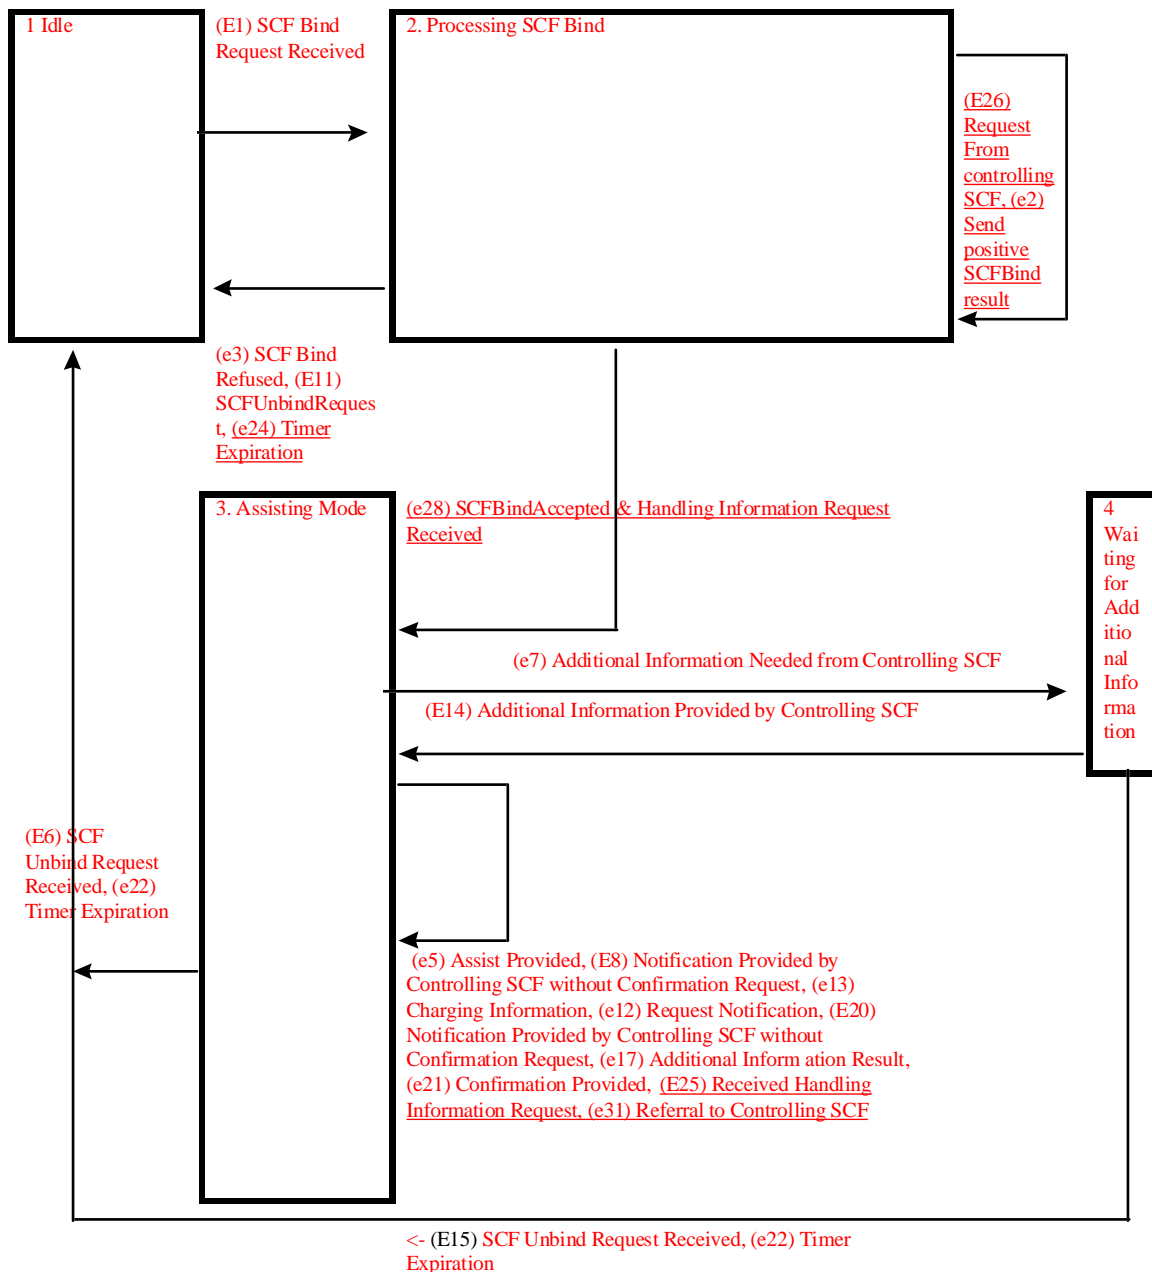 1 Idle
(E1) SCF Bind
Request Received
2. Processing SCF Bind
(E26)
Request
From
controlling
SCF, (e2)
Send
positive
SCFBind
result
(e3) SCF Bind
Refused, (E11)
SCFUnbindReques
t, (e24) Timer
Expiration
3. Assisting Mode
(e28) SCFBindAccepted & Handling Information Request
Received
4
Wai
ting
for
Add
itio
nal
Info
rma
tion
(e7) Additional Information Needed from Controlling SCF
(E14) Additional Information Provided by Controlling SCF
(E6) SCF
Unbind Request
Received, (e22)
Timer Expiration
(e5) Assist Provided, (E8) Notification Provided by
Controlling SCF without Confirmation Request, (e13)
Charging Information, (e12) Request Notification, (E20)
Notification Provided by Controlling SCF without
Confirmation Request, (e17) Additional Information Result,
(e21) Confirmation Provided, (E25) Received Handling
Information Request, (e31) Referral to Controlling SCF
<- (E15) SCF Unbind Request Received, (e22) Timer
Expiration